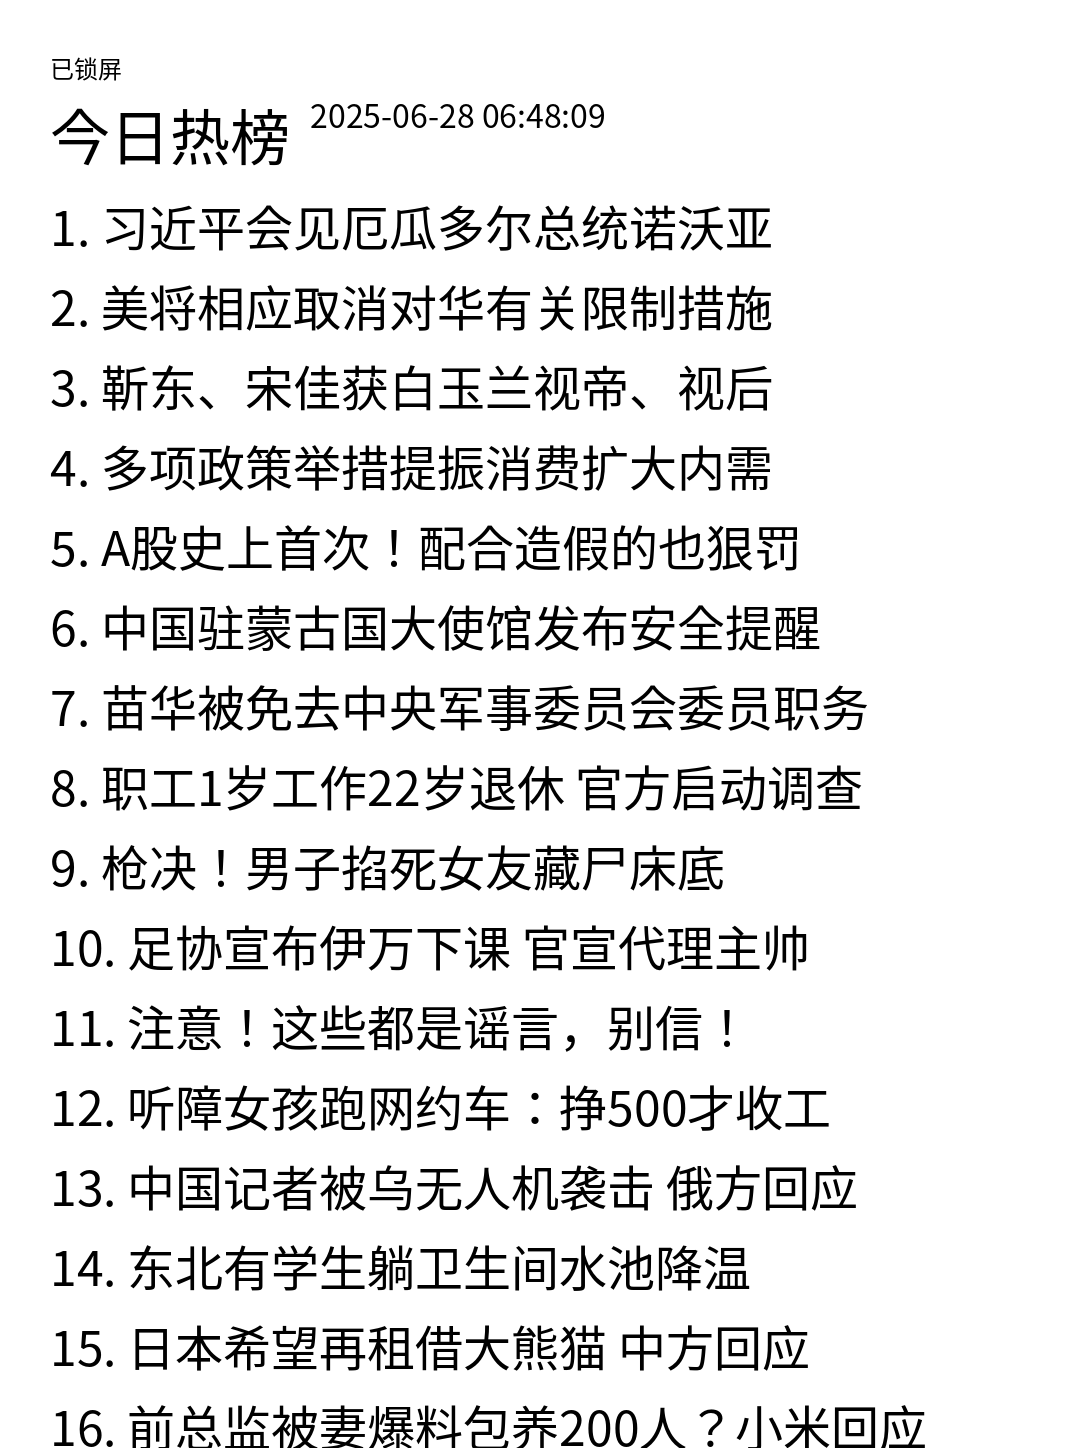 已锁屏
今日热榜 2025-06-28 06:48:09
1. 习近平会见厄瓜多尔总统诺沃亚
2. 美将相应取消对华有关限制措施
3. 靳东、宋佳获白玉兰视帝、视后
4. 多项政策举措提振消费扩大内需
5. A股史上首次！配合造假的也狠罚
6. 中国驻蒙古国大使馆发布安全提醒
7. 苗华被免去中央军事委员会委员职务
8. 职工1岁工作22岁退休 官方启动调查
9. 枪决！男子掐死女友藏尸床底
10. 足协宣布伊万下课 官宣代理主帅
11. 注意！这些都是谣言，别信！
12. 听障女孩跑网约车：挣500才收工
13. 中国记者被乌无人机袭击 俄方回应
14. 东北有学生躺卫生间水池降温
15. 日本希望再租借大熊猫 中方回应
16. 前总监被妻爆料包养200人？小米回应